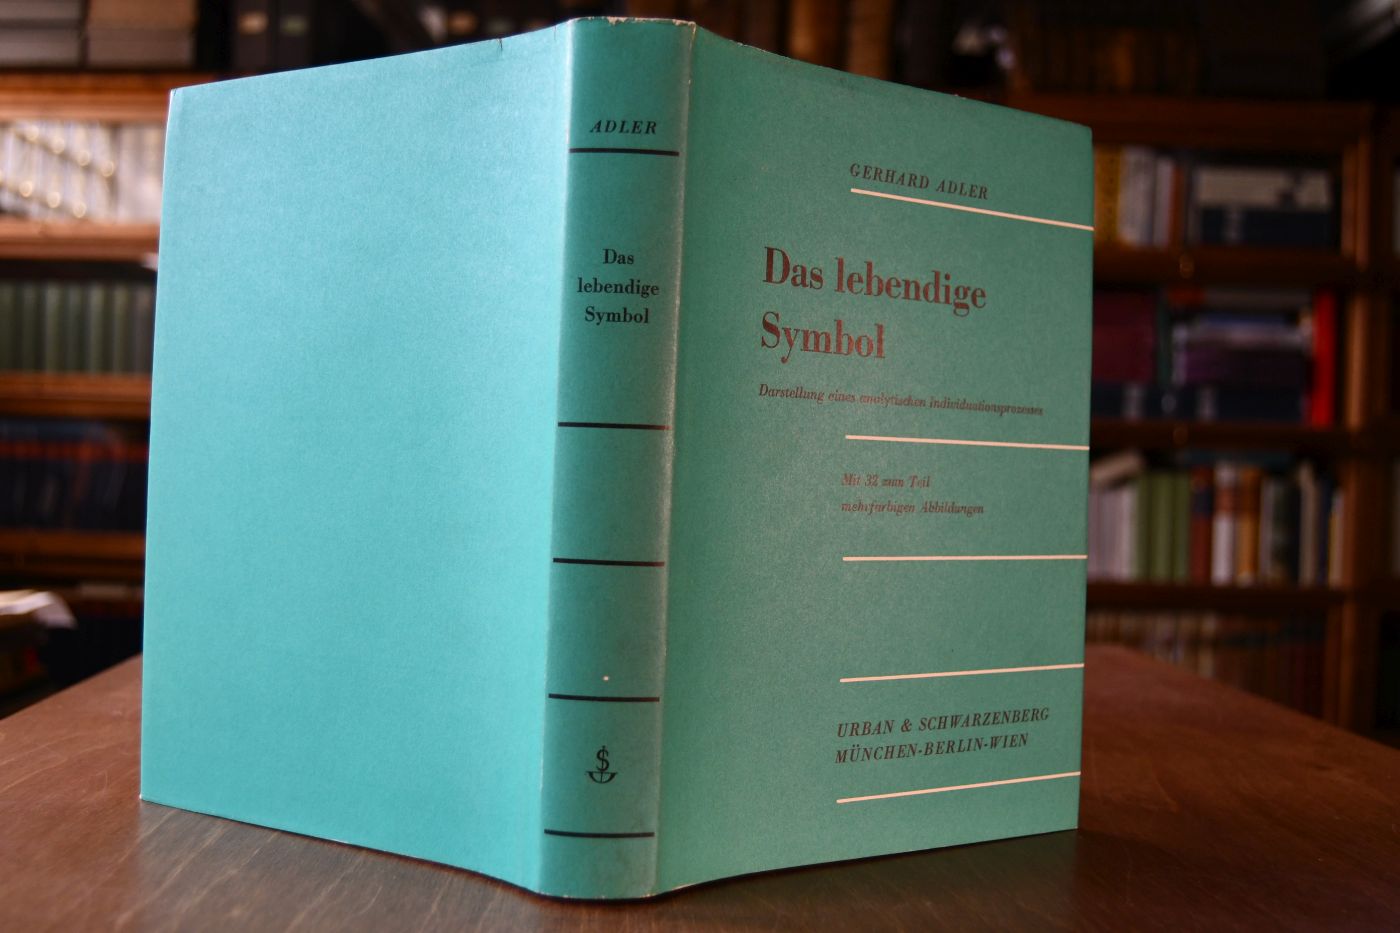 ADLER
Das
lebendige
Symbol
GERHARD ADLER
Das lebendige
Symbol
Darstellung eines analytischen Individuationsprozesses
Mit 32 zum Teil
mehrfarbigen Abbildungen
URBAN & SCHWARZENBERG
MÜNCHEN-BERLIN-WIEN